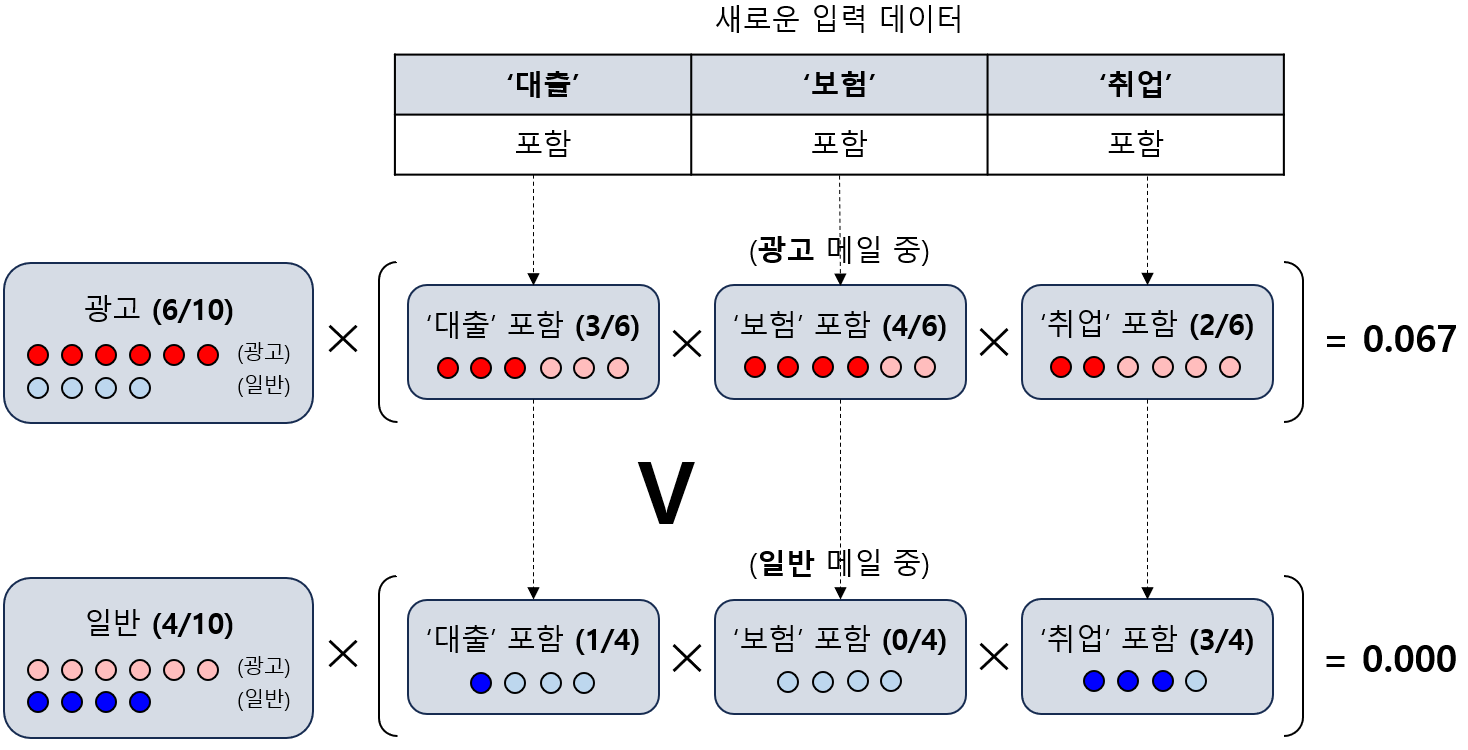 새로운 입력 데이터
‘대출’ ‘보험’ ‘취업’
포함 포함 포함
(광고 메일 중)
광고 (6/10)
(광고)
(일반)
×
‘대출’ 포함 (3/6)
×
‘보험’ 포함 (4/6)
×
‘취업’ 포함 (2/6)
= 0.067
V
(일반 메일 중)
일반 (4/10)
(광고)
(일반)
×
‘대출’ 포함 (1/4)
×
‘보험’ 포함 (0/4)
×
‘취업’ 포함 (3/4)
= 0.000